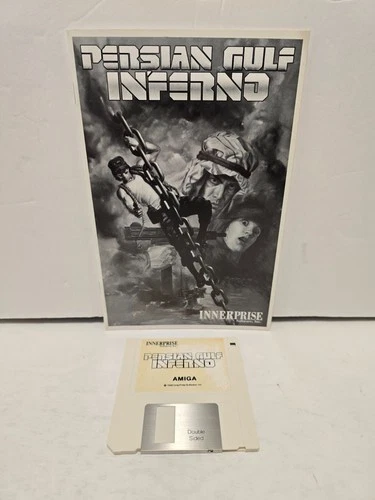 PERSIAN GULF
INFERNO
INNERPRISE
INNERPRISE
PERSIAN GULF
INFERNO
AMIGA
Double
Sided